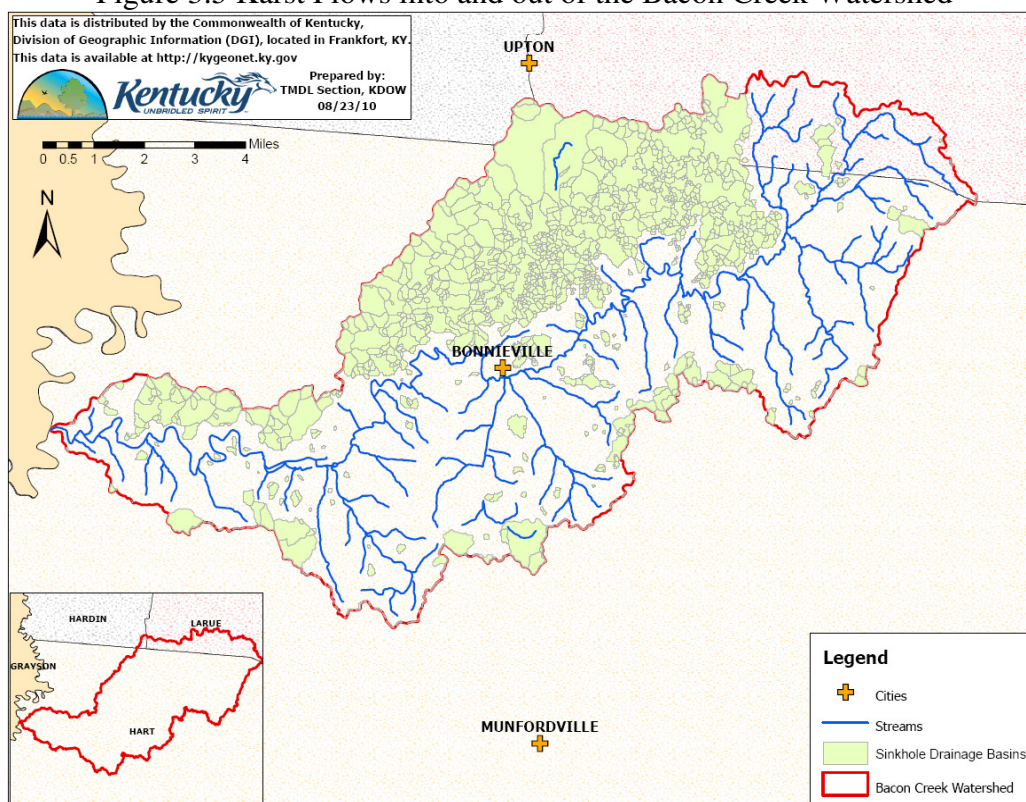 Figure 3.3 Karst Flows into and out of the Bacon Creek Watershed
This data is distributed by the Commonwealth of Kentucky,
Division of Geographic Information (DGI), located in Frankfort, KY.
This data is available at http://kygeonet.ky.gov
Kentucky
UNBRIDLED SPIRIT
Prepared by:
TMDL Section, KDOW
08/23/10
0 0.5 1 2 3 4 Miles
N
UPTON
BONNIEVILLE
MUNFORDVILLE
HARDIN
LARUE
GRAYSON
HART
Legend
Cities
Streams
Sinkhole Drainage Basins
Bacon Creek Watershed